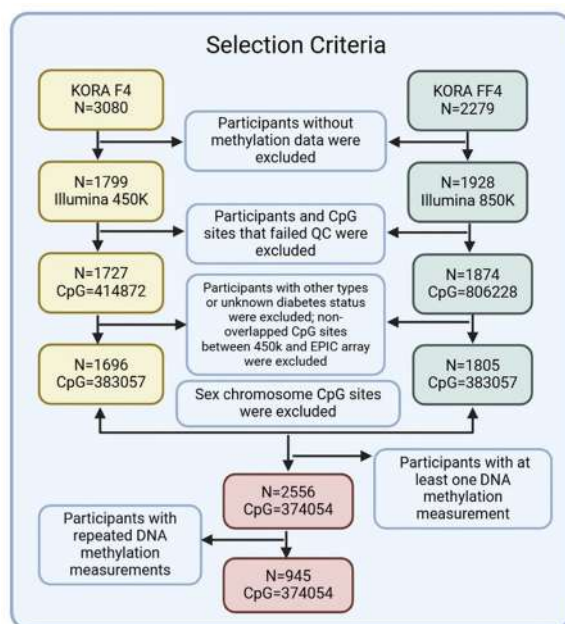 Selection Criteria
KORA F4
N=3080
KORA FF4
N=2279
Participants without
methylation data were
excluded
N=1799
Illumina 450K
N=1928
Illumina 850K
Participants and CpG
sites that failed QC were
excluded
N=1727
CpG=414872
N=1874
CpG=806228
Participants with other types
or unknown diabetes status
were excluded; non-
overlapped CpG sites
between 450k and EPIC array
were excluded
N=1696
CpG=383057
N=1805
CpG=383057
Sex chromosome CpG sites
were excluded
Participants with at
least one DNA
methylation
measurement
N=2556
CpG=374054
Participants with
repeated DNA
methylation
measurements
N=945
CpG=374054